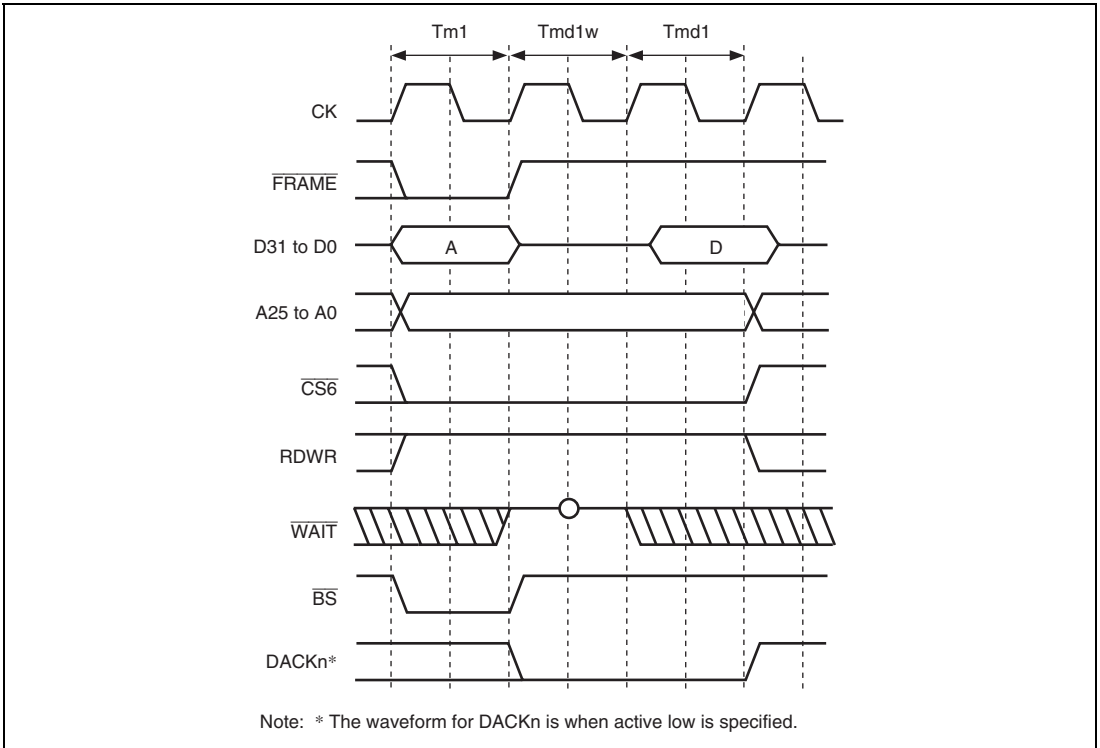 Tm1 Tmd1w Tmd1
CK
FRAME
D31 to D0 A D
A25 to A0
CS6
RDWR
WAIT
BS
DACKn*
Note: * The waveform for DACKn is when active low is specified.